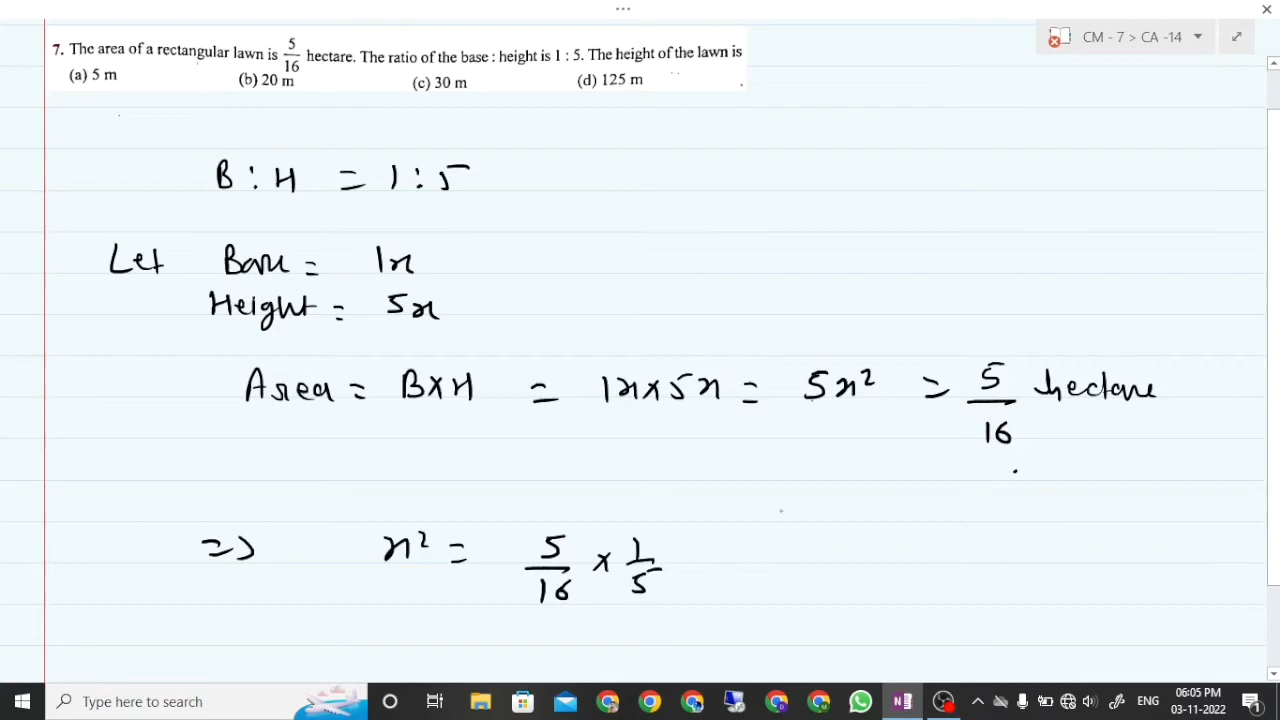 CM - 7 > CA -14
7. The area of a rectangular lawn is 5/16 hectare. The ratio of the base : height is 1 : 5. The height of the lawn is
(a) 5 m (b) 20 m (c) 30 m (d) 125 m
B : H = 1 : 5
Let Base = 1x
Height = 5x
Area = B×H = 1x×5x = 5x² = 5/16 hectare
=> x² = 5/16 × 1/5
Type here to search
ENG
06:05 PM
03-11-2022
1